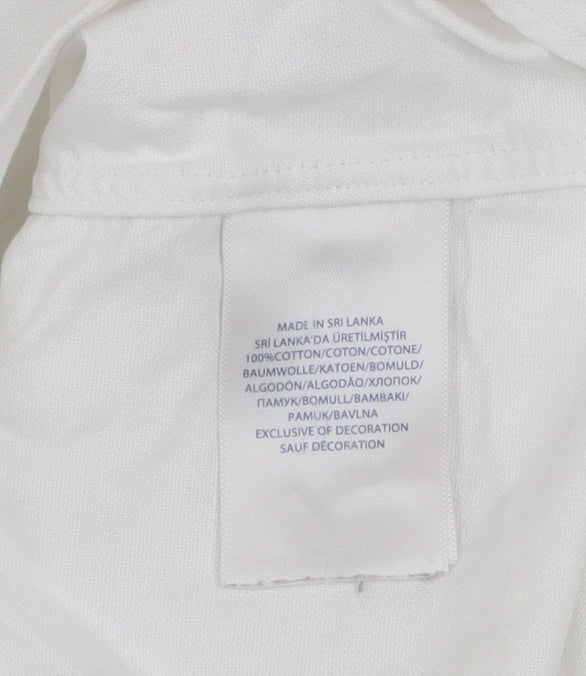 MADE IN SRI LANKA
SRİ LANKA'DA ÜRETİLMİŞTİR
100%COTTON/COTON/COTONE/
BAUMWOLLE/KATOEN/BOMULD/
ALGODÓN/ALGODÃO/ХЛОПОК/
ПАМУК/BOMULL/BAMBAKI/
PAMUK/BAVLNA
EXCLUSIVE OF DECORATION
SAUF DÉCORATION